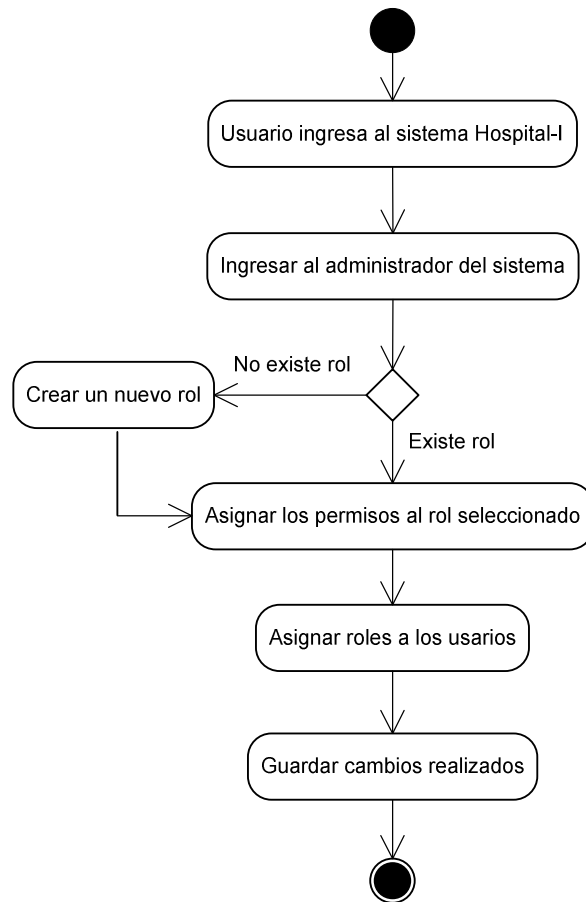 Usuario ingresa al sistema Hospital-I
Ingresar al administrador del sistema
No existe rol
Crear un nuevo rol
Existe rol
Asignar los permisos al rol seleccionado
Asignar roles a los usarios
Guardar cambios realizados